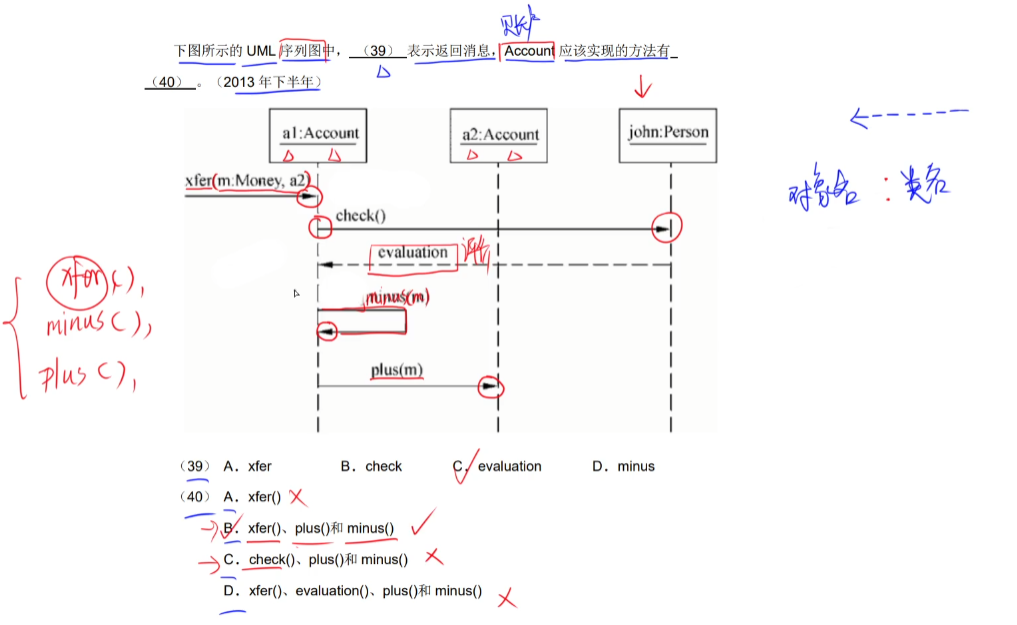 账户
下图所示的 UML 序列图中，（39）表示返回消息，Account 应该实现的方法有
（40）。（2013 年下半年）
a1:Account
a2:Account
john:Person
xfer(m:Money, a2)
对象名：类名
check()
evaluation
xfer(),
minus(m)
minus(),
plus(m)
plus(),
（39） A．xfer B．check C．evaluation D．minus
（40） A．xfer()
B．xfer()、plus()和 minus()
C．check()、plus()和 minus()
D．xfer()、evaluation()、plus()和 minus()